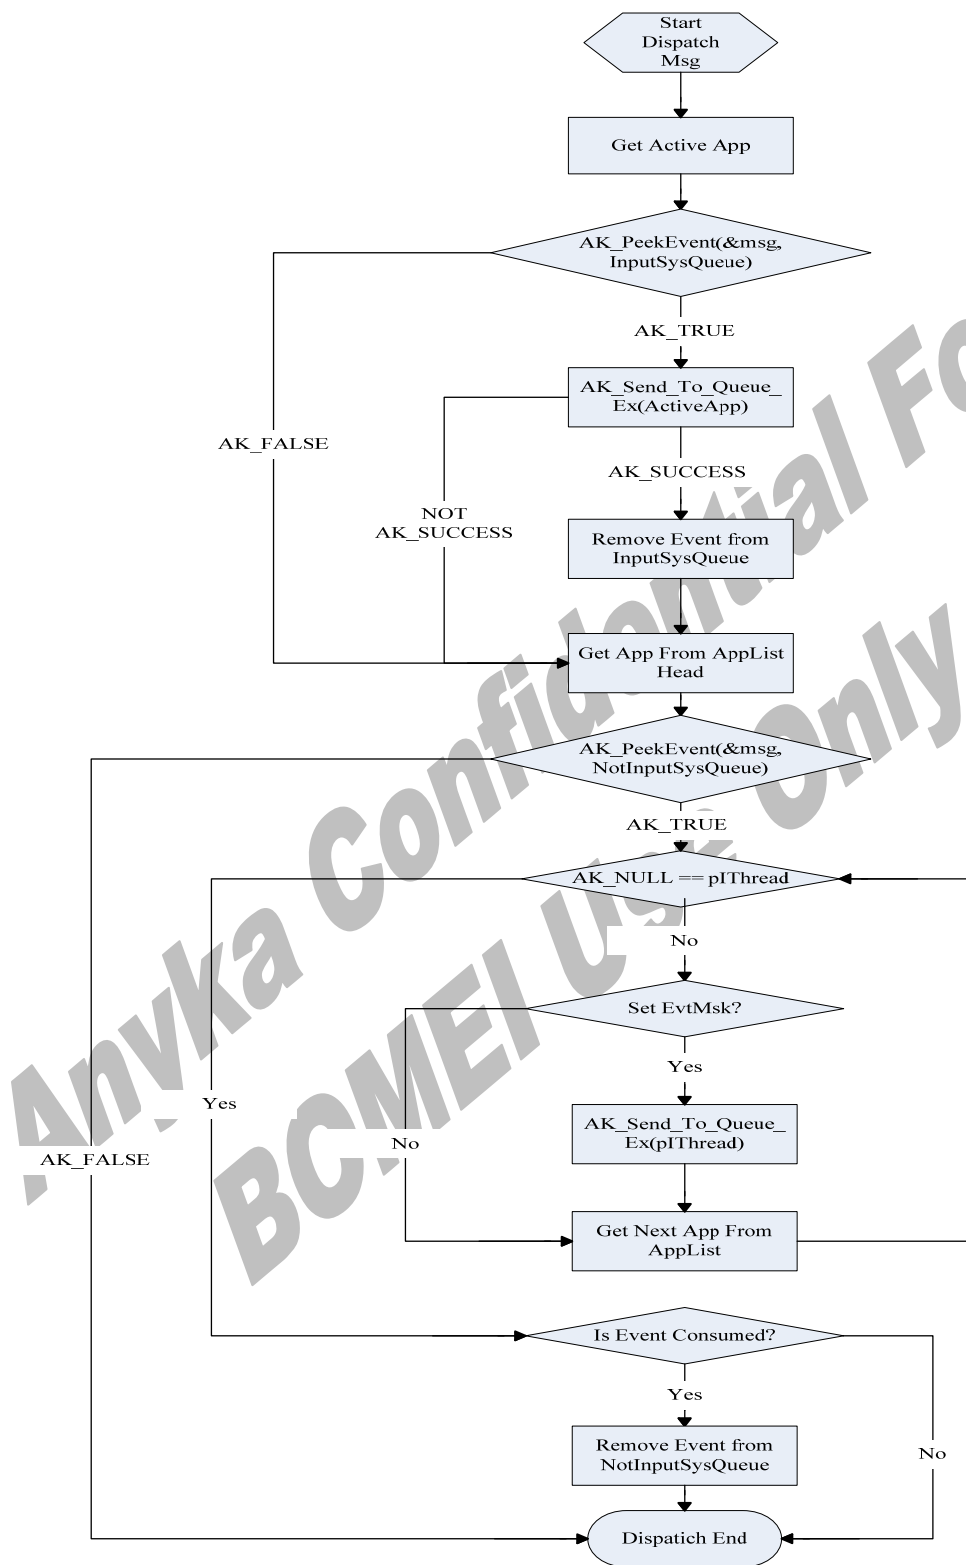 Start
Dispatch
Msg
Get Active App
AK_PeekEvent(&msg,
InputSysQueue)
AK_TRUE
AK_Send_To_Queue_
Ex(ActiveApp)
AK_FALSE
AK_SUCCESS
NOT
AK_SUCCESS
Remove Event from
InputSysQueue
Get App From AppList
Head
AK_PeekEvent(&msg,
NotInputSysQueue)
AK_TRUE
AK_NULL == pIThread
No
Set EvtMsk?
Yes
Yes
AK_Send_To_Queue_
Ex(pIThread)
No
AK_FALSE
Get Next App From
AppList
Is Event Consumed?
Yes
Remove Event from
NotInputSysQueue
No
Dispatich End
Anyka Confidential Fo
BCMEI Use Only